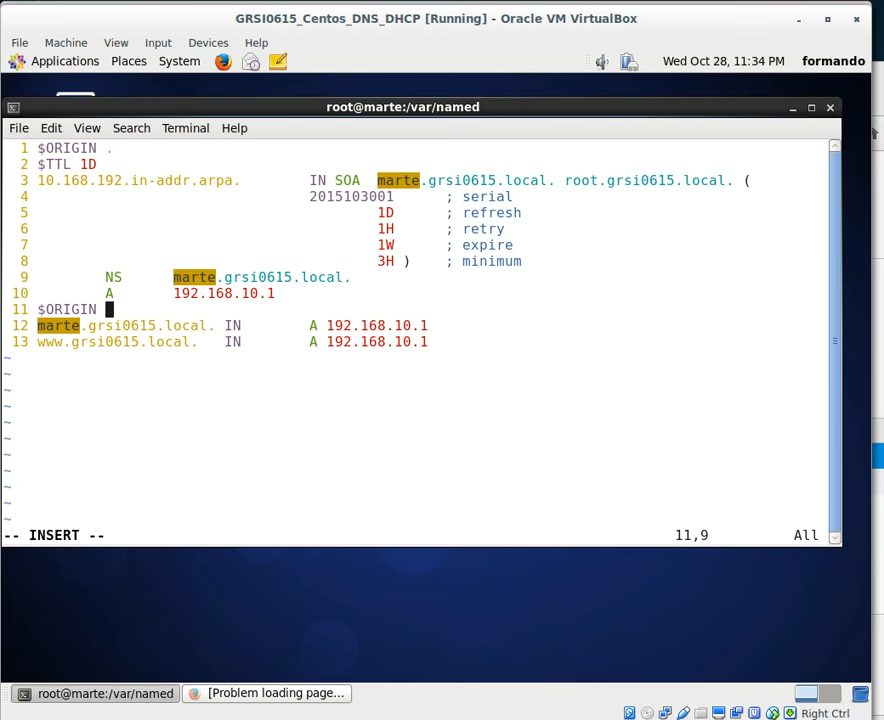 GRSI0615_Centos_DNS_DHCP [Running] - Oracle VM VirtualBox
File Machine View Input Devices Help
Applications Places System Wed Oct 28, 11:34 PM formando
root@marte:/var/named
File Edit View Search Terminal Help
1 $ORIGIN .
2 $TTL 1D
3 10.168.192.in-addr.arpa. IN SOA marte.grsi0615.local. root.grsi0615.local. (
4 2015103001 ; serial
5 1D ; refresh
6 1H ; retry
7 1W ; expire
8 3H ) ; minimum
9 NS marte.grsi0615.local.
10 A 192.168.10.1
11 $ORIGIN
12 marte.grsi0615.local. IN A 192.168.10.1
13 www.grsi0615.local. IN A 192.168.10.1
~
~
~
~
~
~
~
~
~
~
~
-- INSERT -- 11,9 All
root@marte:/var/named [Problem loading page...
Right Ctrl